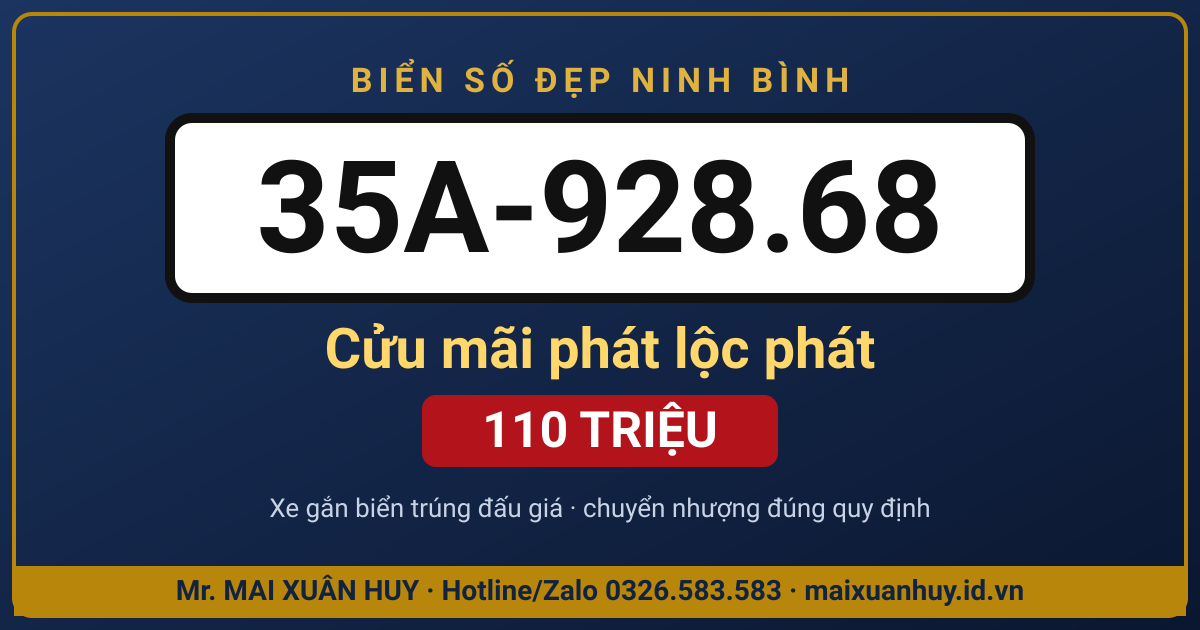 BIỂN SỐ ĐẸP NINH BÌNH
35A-928.68
Cửu mãi phát lộc phát
110 TRIỆU
Xe gắn biển trúng đấu giá · chuyển nhượng đúng quy định
Mr. MAI XUÂN HUY · Hotline/Zalo 0326.583.583 · maixuanhuy.id.vn